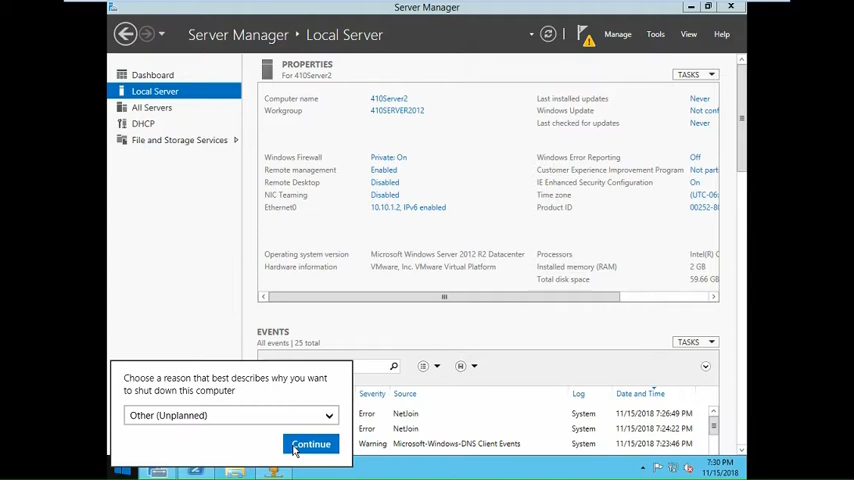 Server Manager
Server Manager ‣ Local Server
Manage Tools View Help
Dashboard
Local Server
All Servers
DHCP
File and Storage Services
PROPERTIES
For 410Server2
TASKS
Computer name 410Server2 Last installed updates Never
Workgroup 410SERVER2012 Windows Update Not conf
Last checked for updates Never
Windows Firewall Private: On Windows Error Reporting Off
Remote management Enabled Customer Experience Improvement Program Not parti
Remote Desktop Disabled IE Enhanced Security Configuration On
NIC Teaming Disabled Time zone (UTC-06:
Ethernet0 10.10.1.2, IPv6 enabled Product ID 00252-80
Operating system version Microsoft Windows Server 2012 R2 Datacenter Processors Intel(R) C
Hardware information VMware, Inc. VMware Virtual Platform Installed memory (RAM) 2 GB
Total disk space 59.66 GB
EVENTS
All events | 25 total
TASKS
Severity Source Log Date and Time
Error NetJoin System 11/15/2018 7:26:49 PM
Error NetJoin System 11/15/2018 7:24:22 PM
Warning Microsoft-Windows-DNS Client Events System 11/15/2018 7:23:46 PM
Choose a reason that best describes why you want
to shut down this computer
Other (Unplanned)
Continue
7:30 PM
11/15/2018